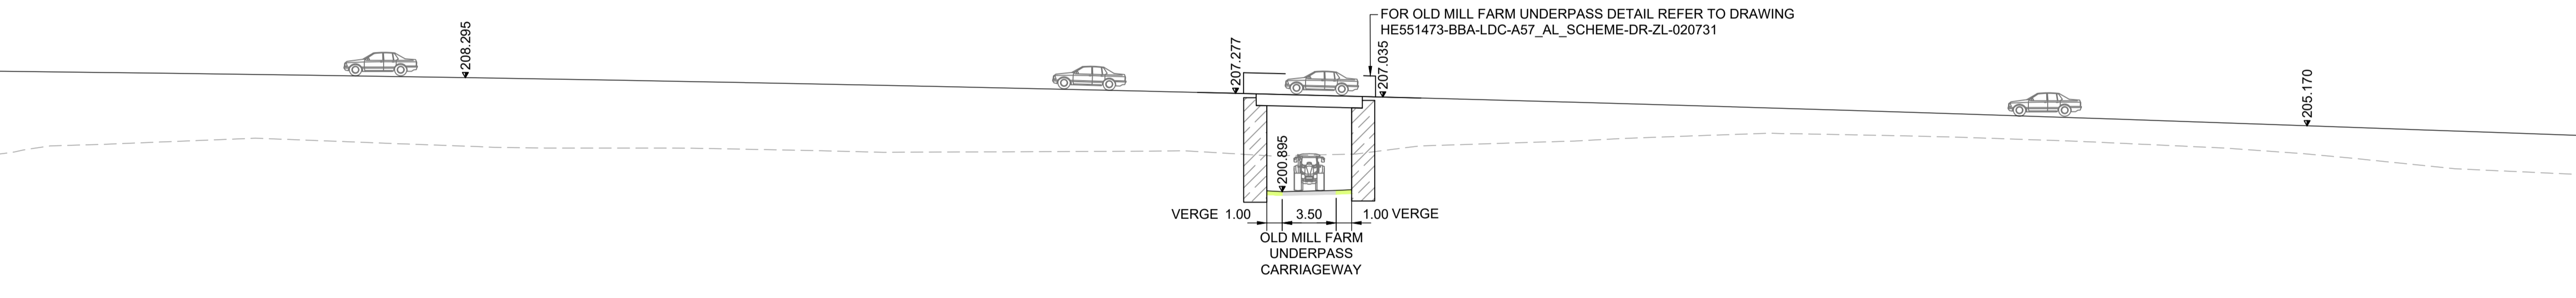 FOR OLD MILL FARM UNDERPASS DETAIL REFER TO DRAWING
HE551473-BBA-LDC-A57_AL_SCHEME-DR-ZL-020731
208.295
207.277
207.035
205.170
200.895
VERGE 1.00 3.50 1.00 VERGE
OLD MILL FARM
UNDERPASS
CARRIAGEWAY